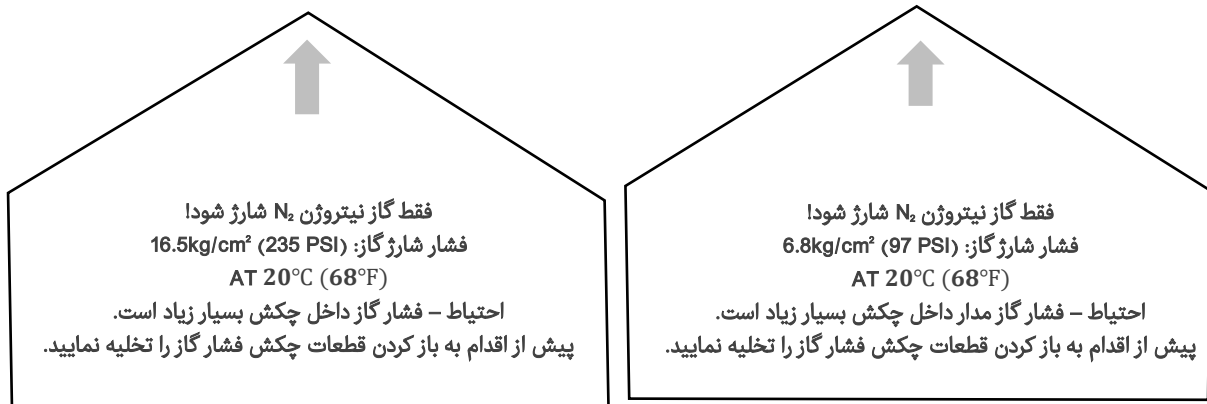 فقط گاز نیتروژن N₂ شارژ شود!
فشار شارژ گاز: 16.5kg/cm² (235 PSI)
AT 20°C (68°F)
احتیاط – فشار گاز داخل چکش بسیار زیاد است.
پیش از اقدام به باز کردن قطعات چکش فشار گاز را تخلیه نمایید.
فقط گاز نیتروژن N₂ شارژ شود!
فشار شارژ گاز: 6.8kg/cm² (97 PSI)
AT 20°C (68°F)
احتیاط – فشار گاز مدار داخل چکش بسیار زیاد است.
پیش از اقدام به باز کردن قطعات چکش فشار گاز را تخلیه نمایید.